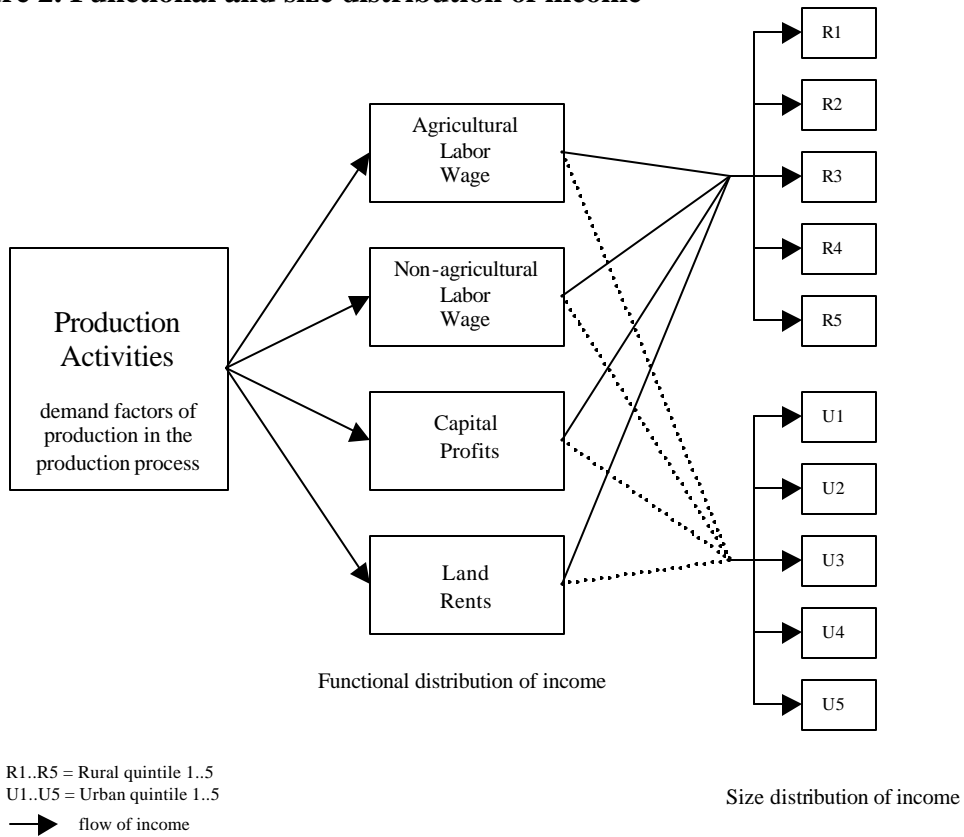 Functional and size distribution of income
R1
R2
R3
R4
R5
Agricultural
Labor
Wage
Non-agricultural
Labor
Wage
Production
Activities
demand factors of
production in the
production process
Capital
Profits
Land
Rents
U1
U2
U3
U4
U5
Functional distribution of income
R1..R5 = Rural quintile 1..5
U1..U5 = Urban quintile 1..5
flow of income
Size distribution of income